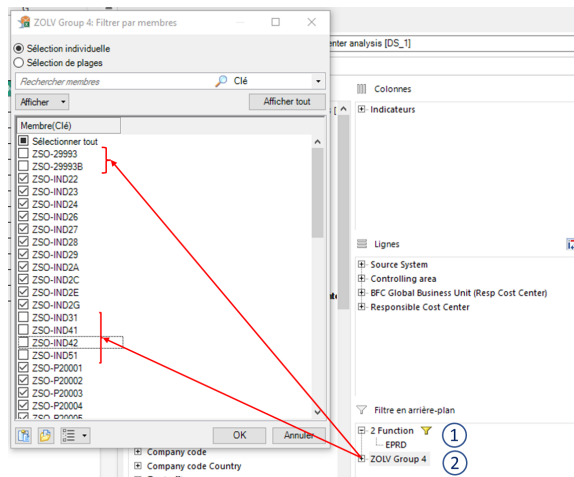 ZOLV Group 4: Filtrer par membres
Sélection individuelle
Sélection de plages
Rechercher membres
Clé
Afficher
Afficher tout
Membre(Clé)
Sélectionner tout
ZSO-29993
ZSO-29993B
ZSO-IND22
ZSO-IND23
ZSO-IND24
ZSO-IND26
ZSO-IND27
ZSO-IND28
ZSO-IND29
ZSO-IND2A
ZSO-IND2C
ZSO-IND2E
ZSO-IND2G
ZSO-IND31
ZSO-IND41
ZSO-IND42
ZSO-IND51
ZSO-P20001
ZSO-P20002
ZSO-P20003
ZSO-P20004
ZSO-P20005
OK
Annuler
enter analysis [DS_1]
Colonnes
Indicateurs
Lignes
Source System
Controlling area
BFC Global Business Unit (Resp Cost Center)
Responsible Cost Center
Filtre en arrière-plan
2 Function
1
EPRD
ZOLV Group 4
2
Company code
Company code Country